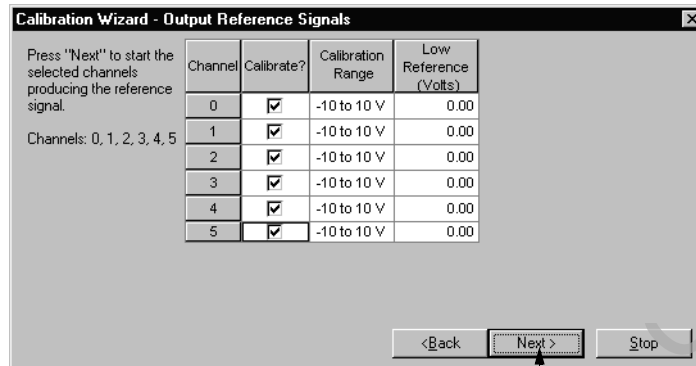 Calibration Wizard - Output Reference Signals
Press "Next" to start the
selected channels
producing the reference
signal.
Channels: 0, 1, 2, 3, 4, 5
Channel Calibrate? Calibration Range Low Reference (Volts)
0 -10 to 10 V 0.00
1 -10 to 10 V 0.00
2 -10 to 10 V 0.00
3 -10 to 10 V 0.00
4 -10 to 10 V 0.00
5 -10 to 10 V 0.00
<Back Next> Stop